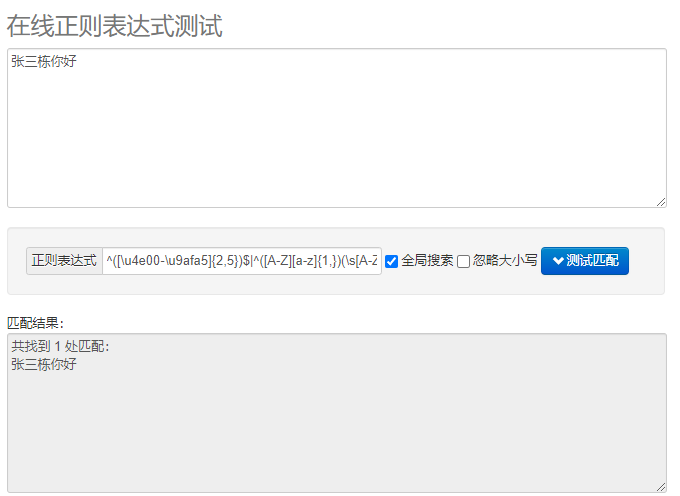 在线正则表达式测试
张三栋你好
正则表达式 ^([\u4e00-\u9afa5]{2,5})$|^([A-Z][a-z]{1,})(\s[A-Z 全局搜索 忽略大小写 测试匹配
匹配结果：
共找到 1 处匹配：
张三栋你好